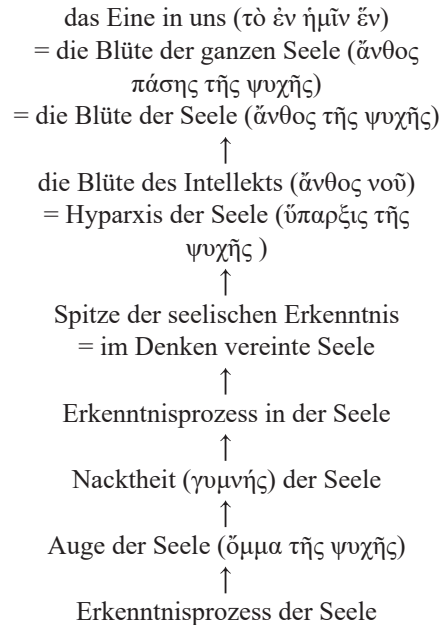 das Eine in uns (τὸ ἐν ἡμῖν ἕν)
= die Blüte der ganzen Seele (ἄνθος
πάσης τῆς ψυχῆς)
= die Blüte der Seele (ἄνθος τῆς ψυχῆς)
↑
die Blüte des Intellekts (ἄνθος νοῦ)
= Hyparxis der Seele (ὕπαρξις τῆς
ψυχῆς )
↑
Spitze der seelischen Erkenntnis
= im Denken vereinte Seele
↑
Erkenntnisprozess in der Seele
↑
Nacktheit (γυμνής) der Seele
↑
Auge der Seele (ὄμμα τῆς ψυχῆς)
↑
Erkenntnisprozess der Seele